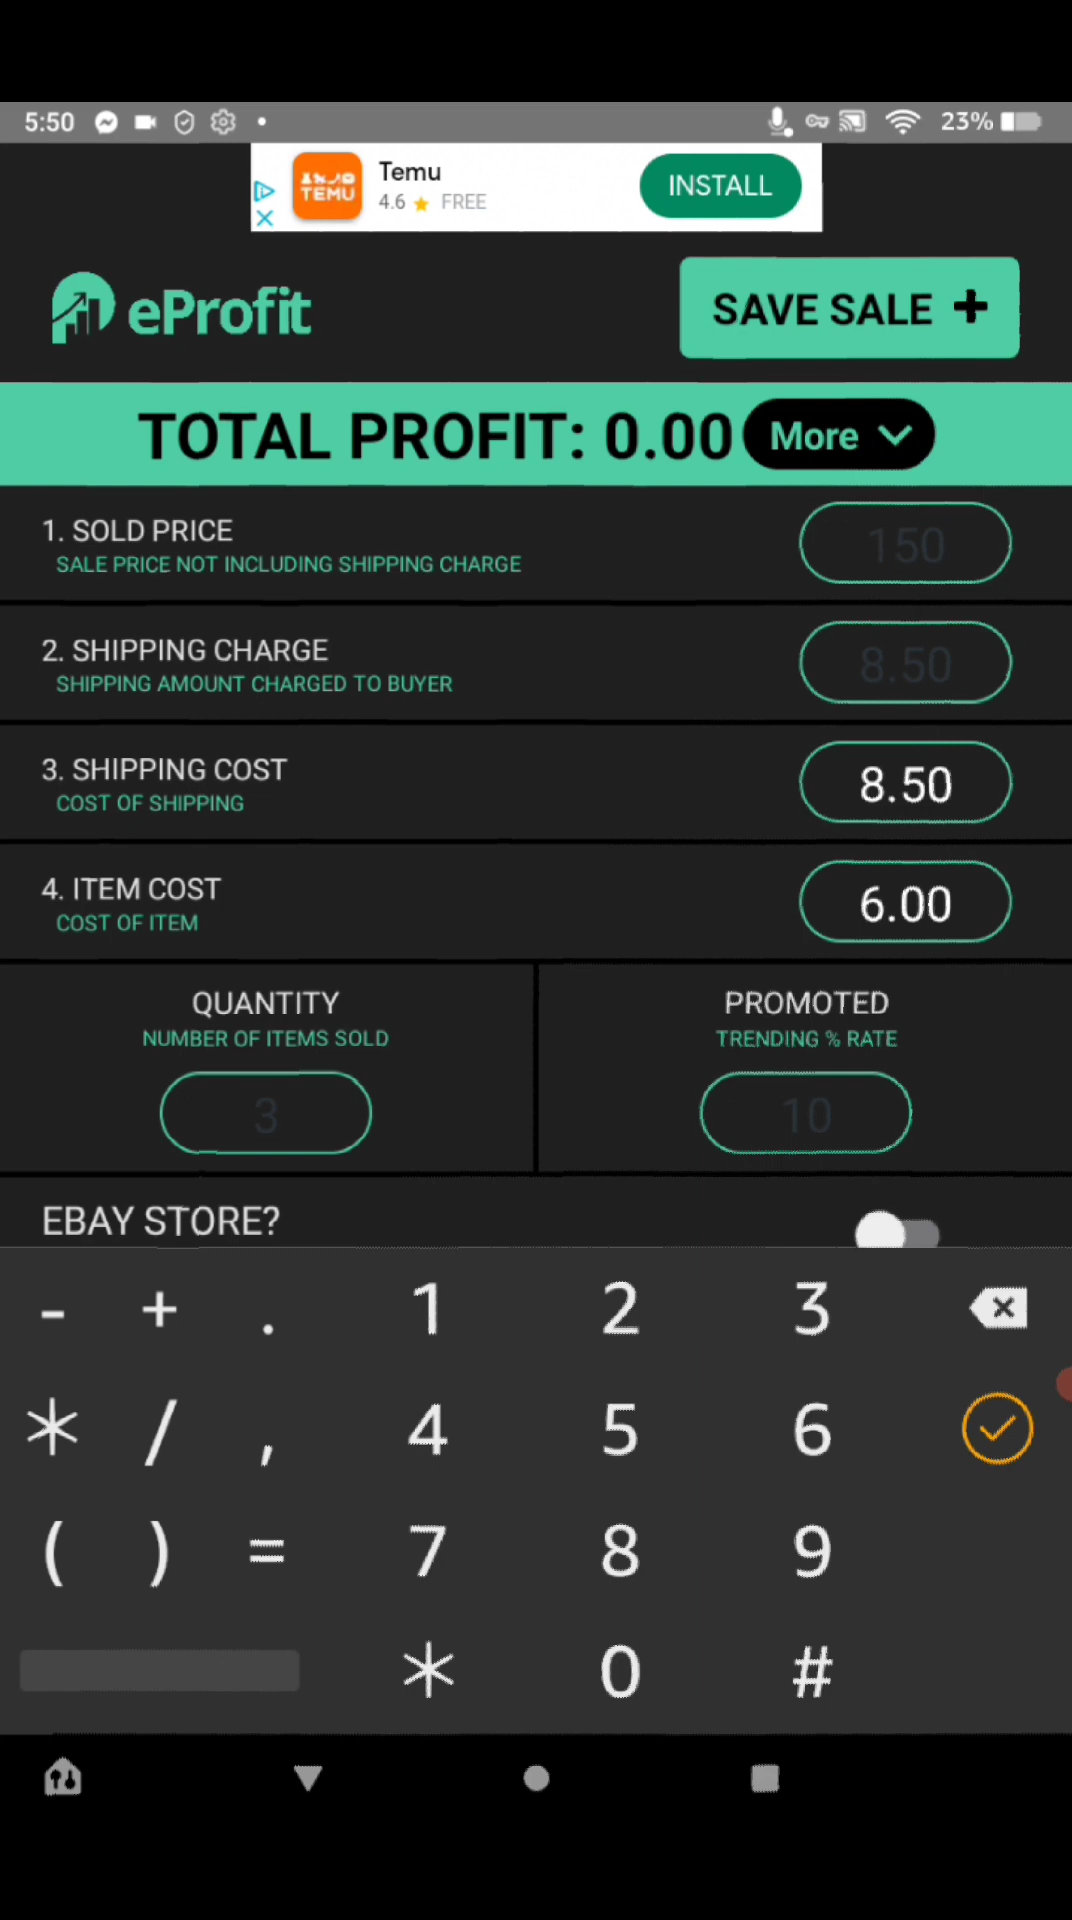 5:50 23%
TEMU
Temu
4.6 FREE
INSTALL
eProfit
SAVE SALE +
TOTAL PROFIT: 0.00 More
1. SOLD PRICE
SALE PRICE NOT INCLUDING SHIPPING CHARGE
150
2. SHIPPING CHARGE
SHIPPING AMOUNT CHARGED TO BUYER
8.50
3. SHIPPING COST
COST OF SHIPPING
8.50
4. ITEM COST
COST OF ITEM
6.00
QUANTITY
NUMBER OF ITEMS SOLD
3
PROMOTED
TRENDING % RATE
10
EBAY STORE?
- + . 1 2 3
* / , 4 5 6
( ) = 7 8 9
* 0 #